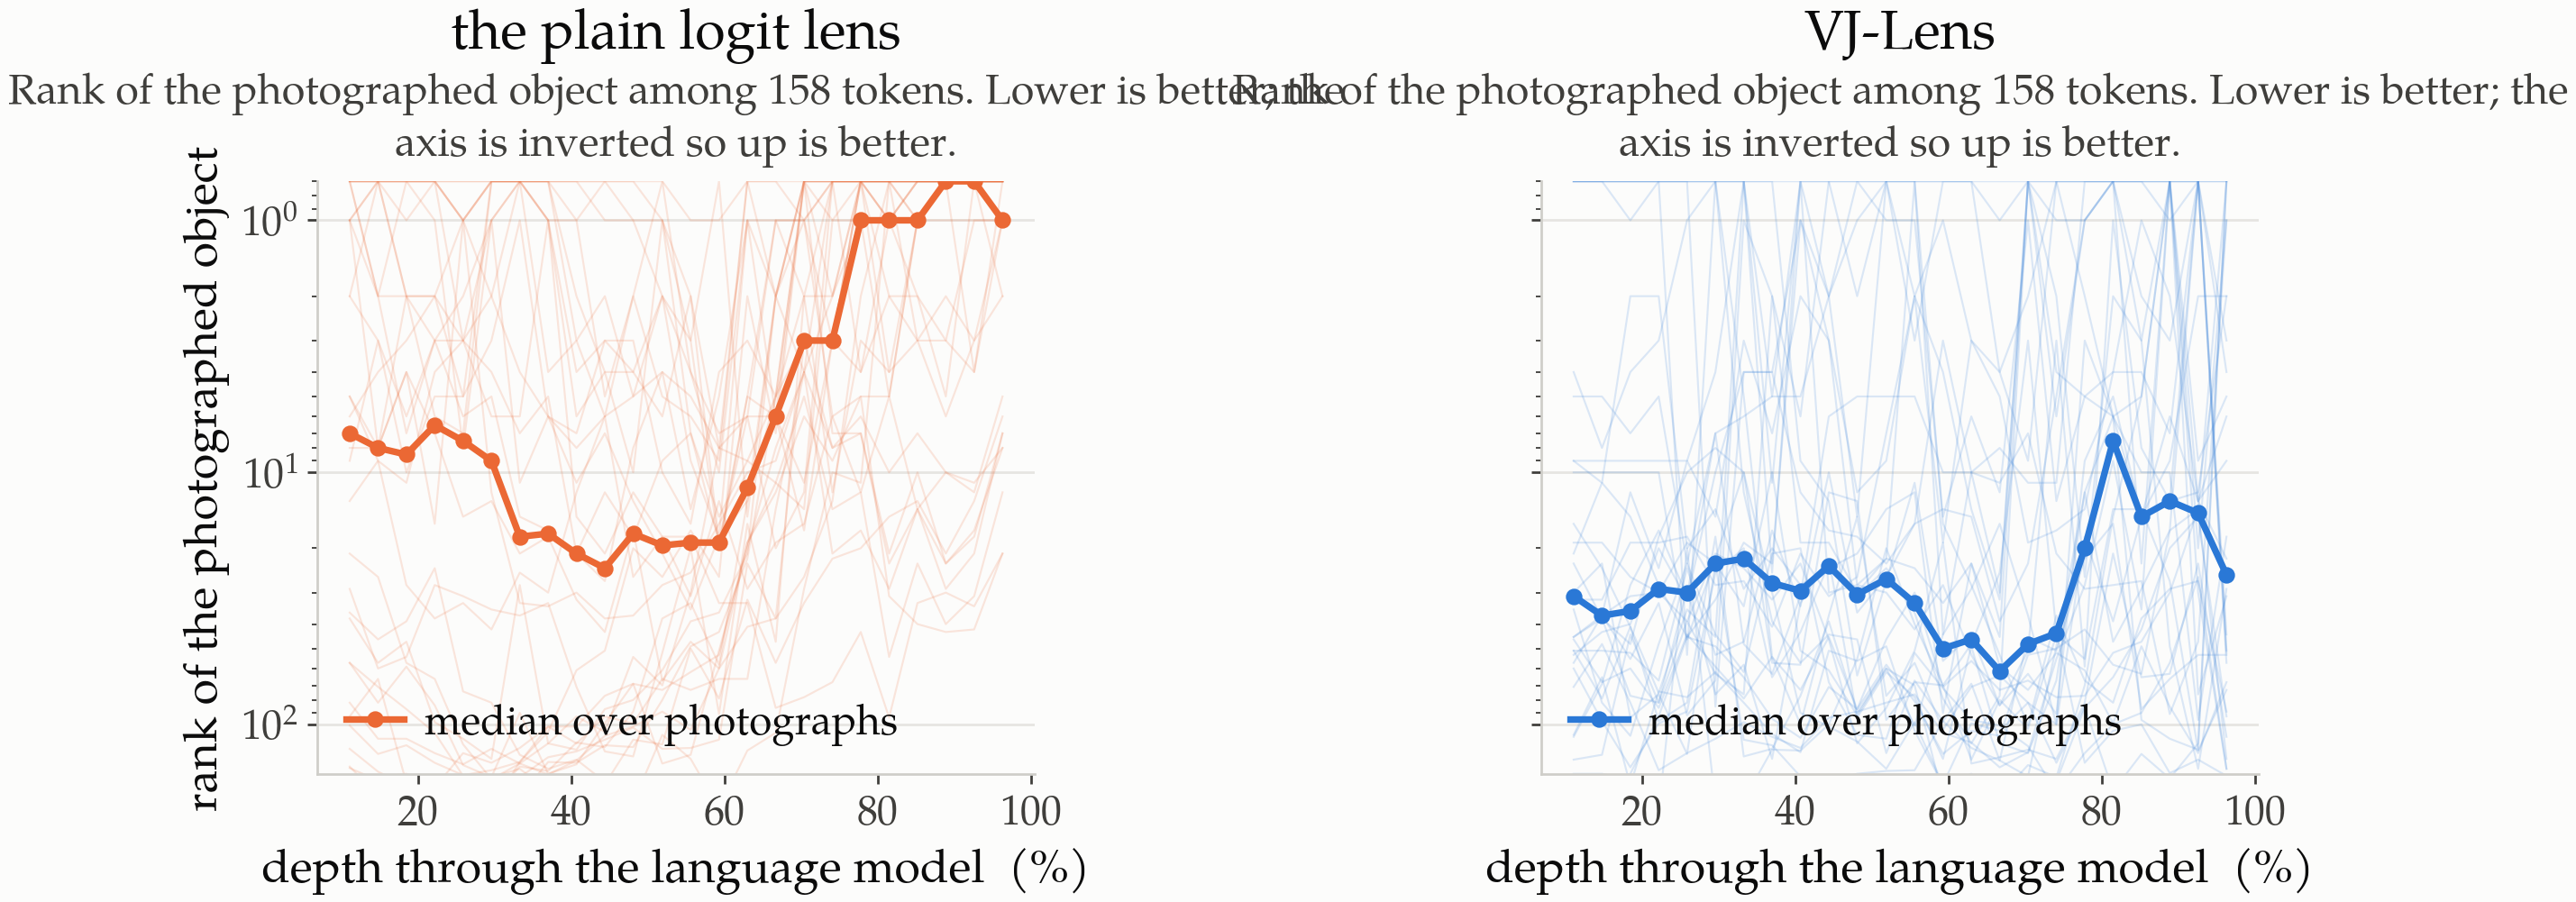 the plain logit lens
Rank of the photographed object among 158 tokens. Lower is better; the
axis is inverted so up is better.
rank of the photographed object
10⁰
10¹
10²
median over photographs
20 40 60 80 100
depth through the language model (%)
VJ-Lens
Rank of the photographed object among 158 tokens. Lower is better; the
axis is inverted so up is better.
median over photographs
20 40 60 80 100
depth through the language model (%)